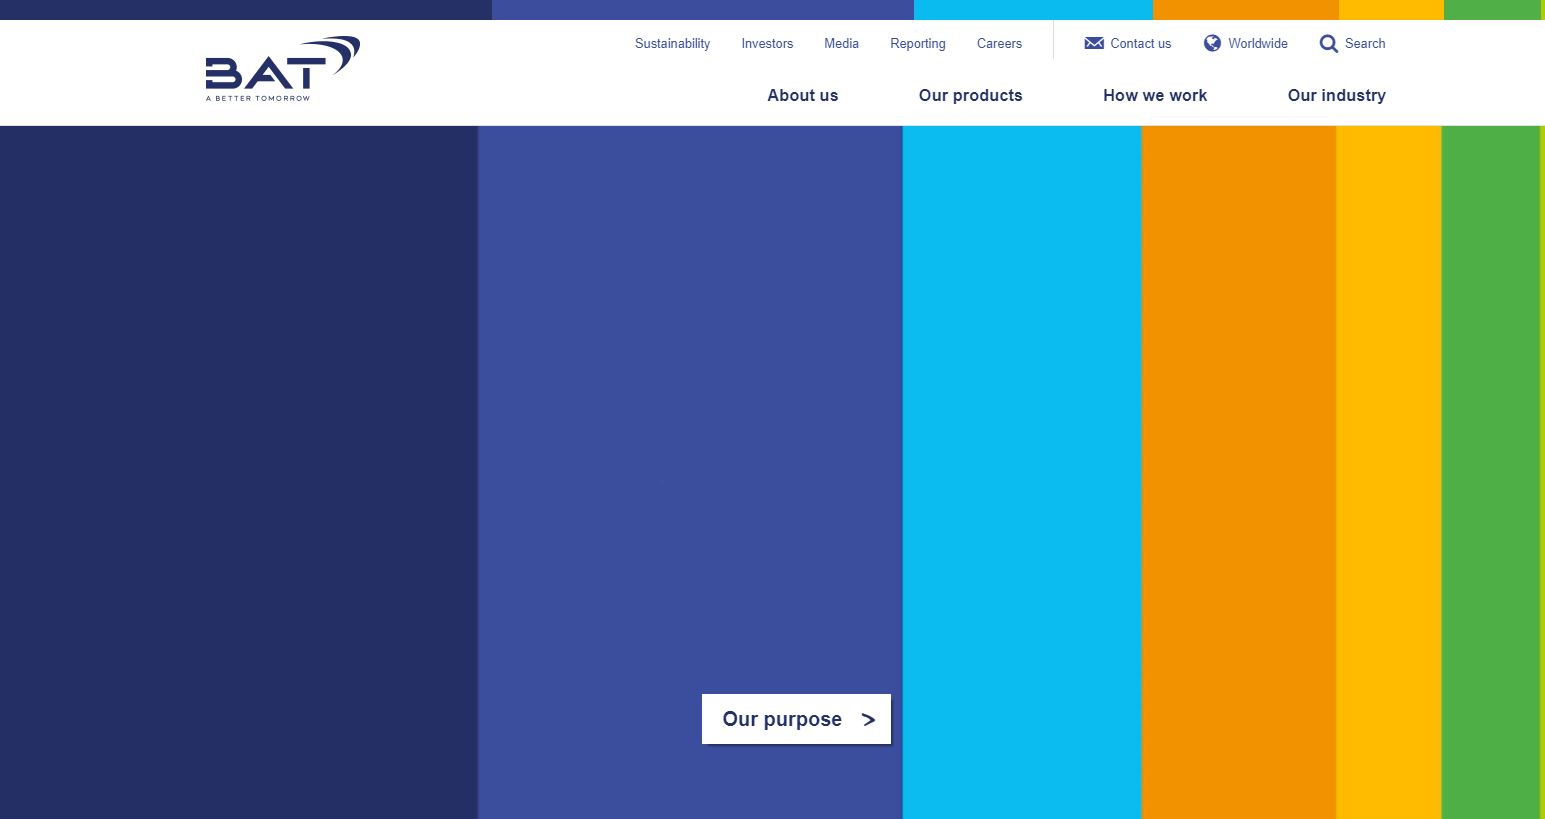 Sustainability Investors Media Reporting Careers Contact us Worldwide Search
BAT
A BETTER TOMORROW
About us Our products How we work Our industry
Our purpose >